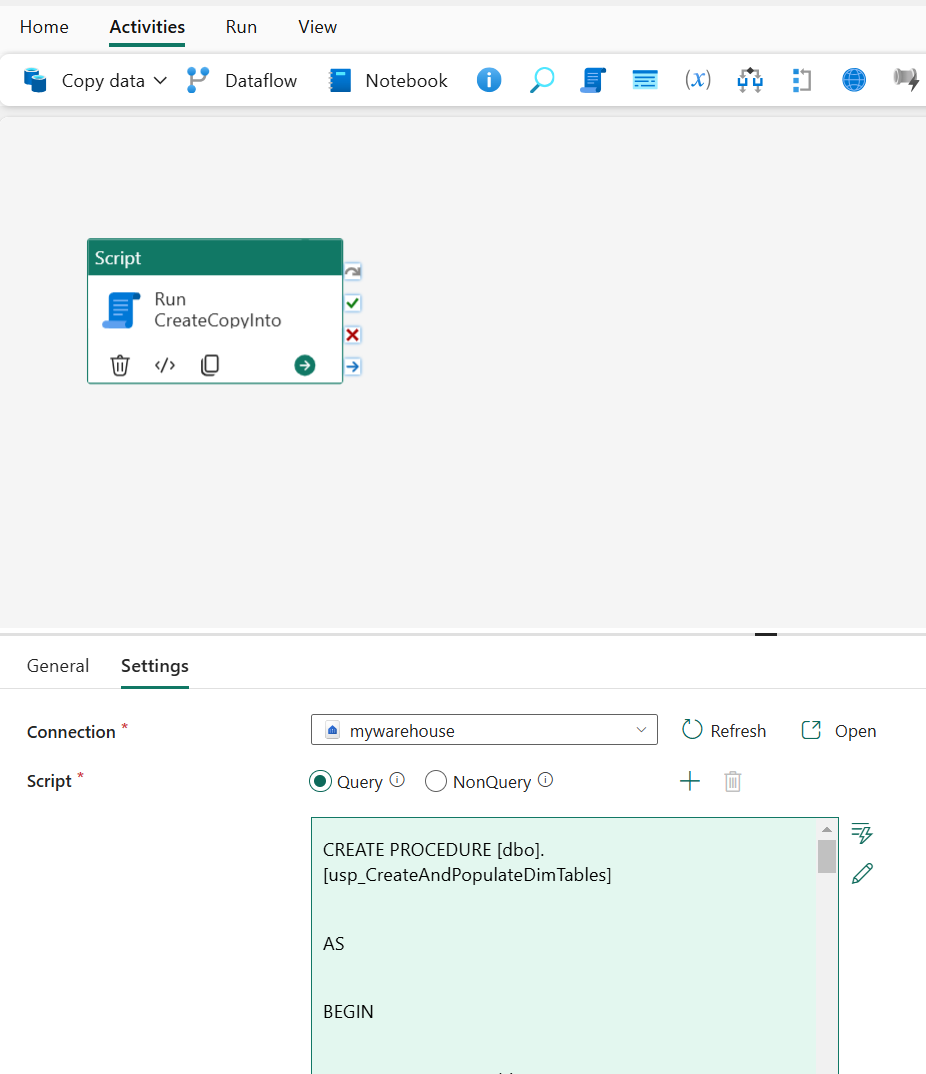 Home Activities Run View
Copy data Dataflow Notebook (x)
Script
Run
CreateCopyInto
General Settings
Connection * mywarehouse Refresh Open
Script * Query NonQuery
CREATE PROCEDURE [dbo].
[usp_CreateAndPopulateDimTables]
AS
BEGIN